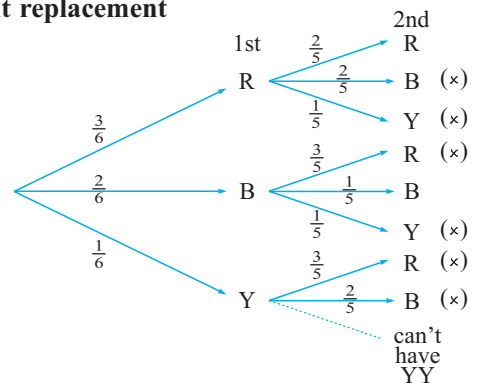 t replacement
1st
2nd
3/6
R
2/5
R
2/5
B (×)
1/5
Y (×)
2/6
B
3/5
R (×)
1/5
B
1/5
Y (×)
1/6
Y
3/5
R (×)
2/5
B (×)
can't
have
YY